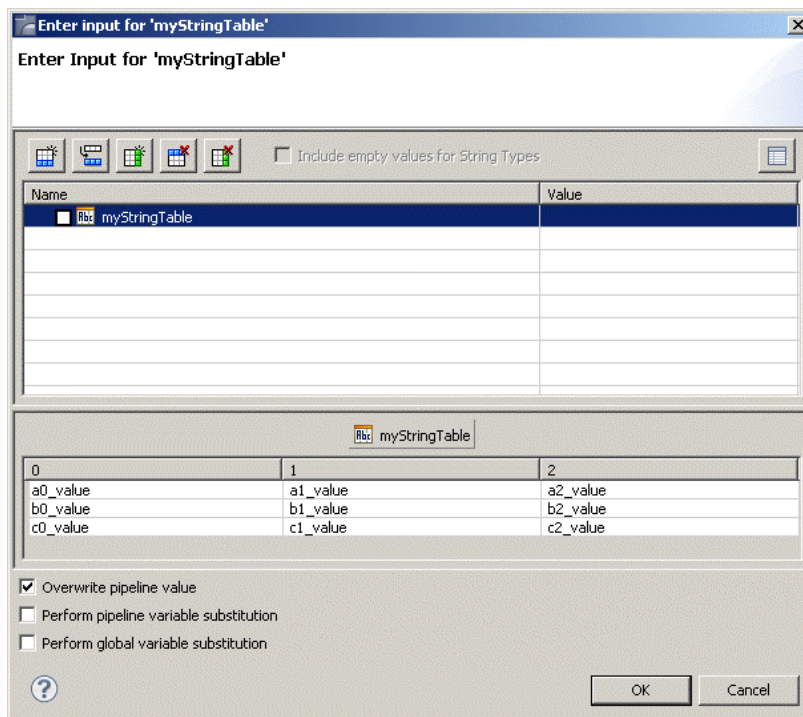 Enter input for 'myStringTable'
Enter Input for 'myStringTable'
Include empty values for String Types
Name Value
Abc myStringTable
Abc myStringTable
0 1 2
a0_value a1_value a2_value
b0_value b1_value b2_value
c0_value c1_value c2_value
Overwrite pipeline value
Perform pipeline variable substitution
Perform global variable substitution
? OK Cancel